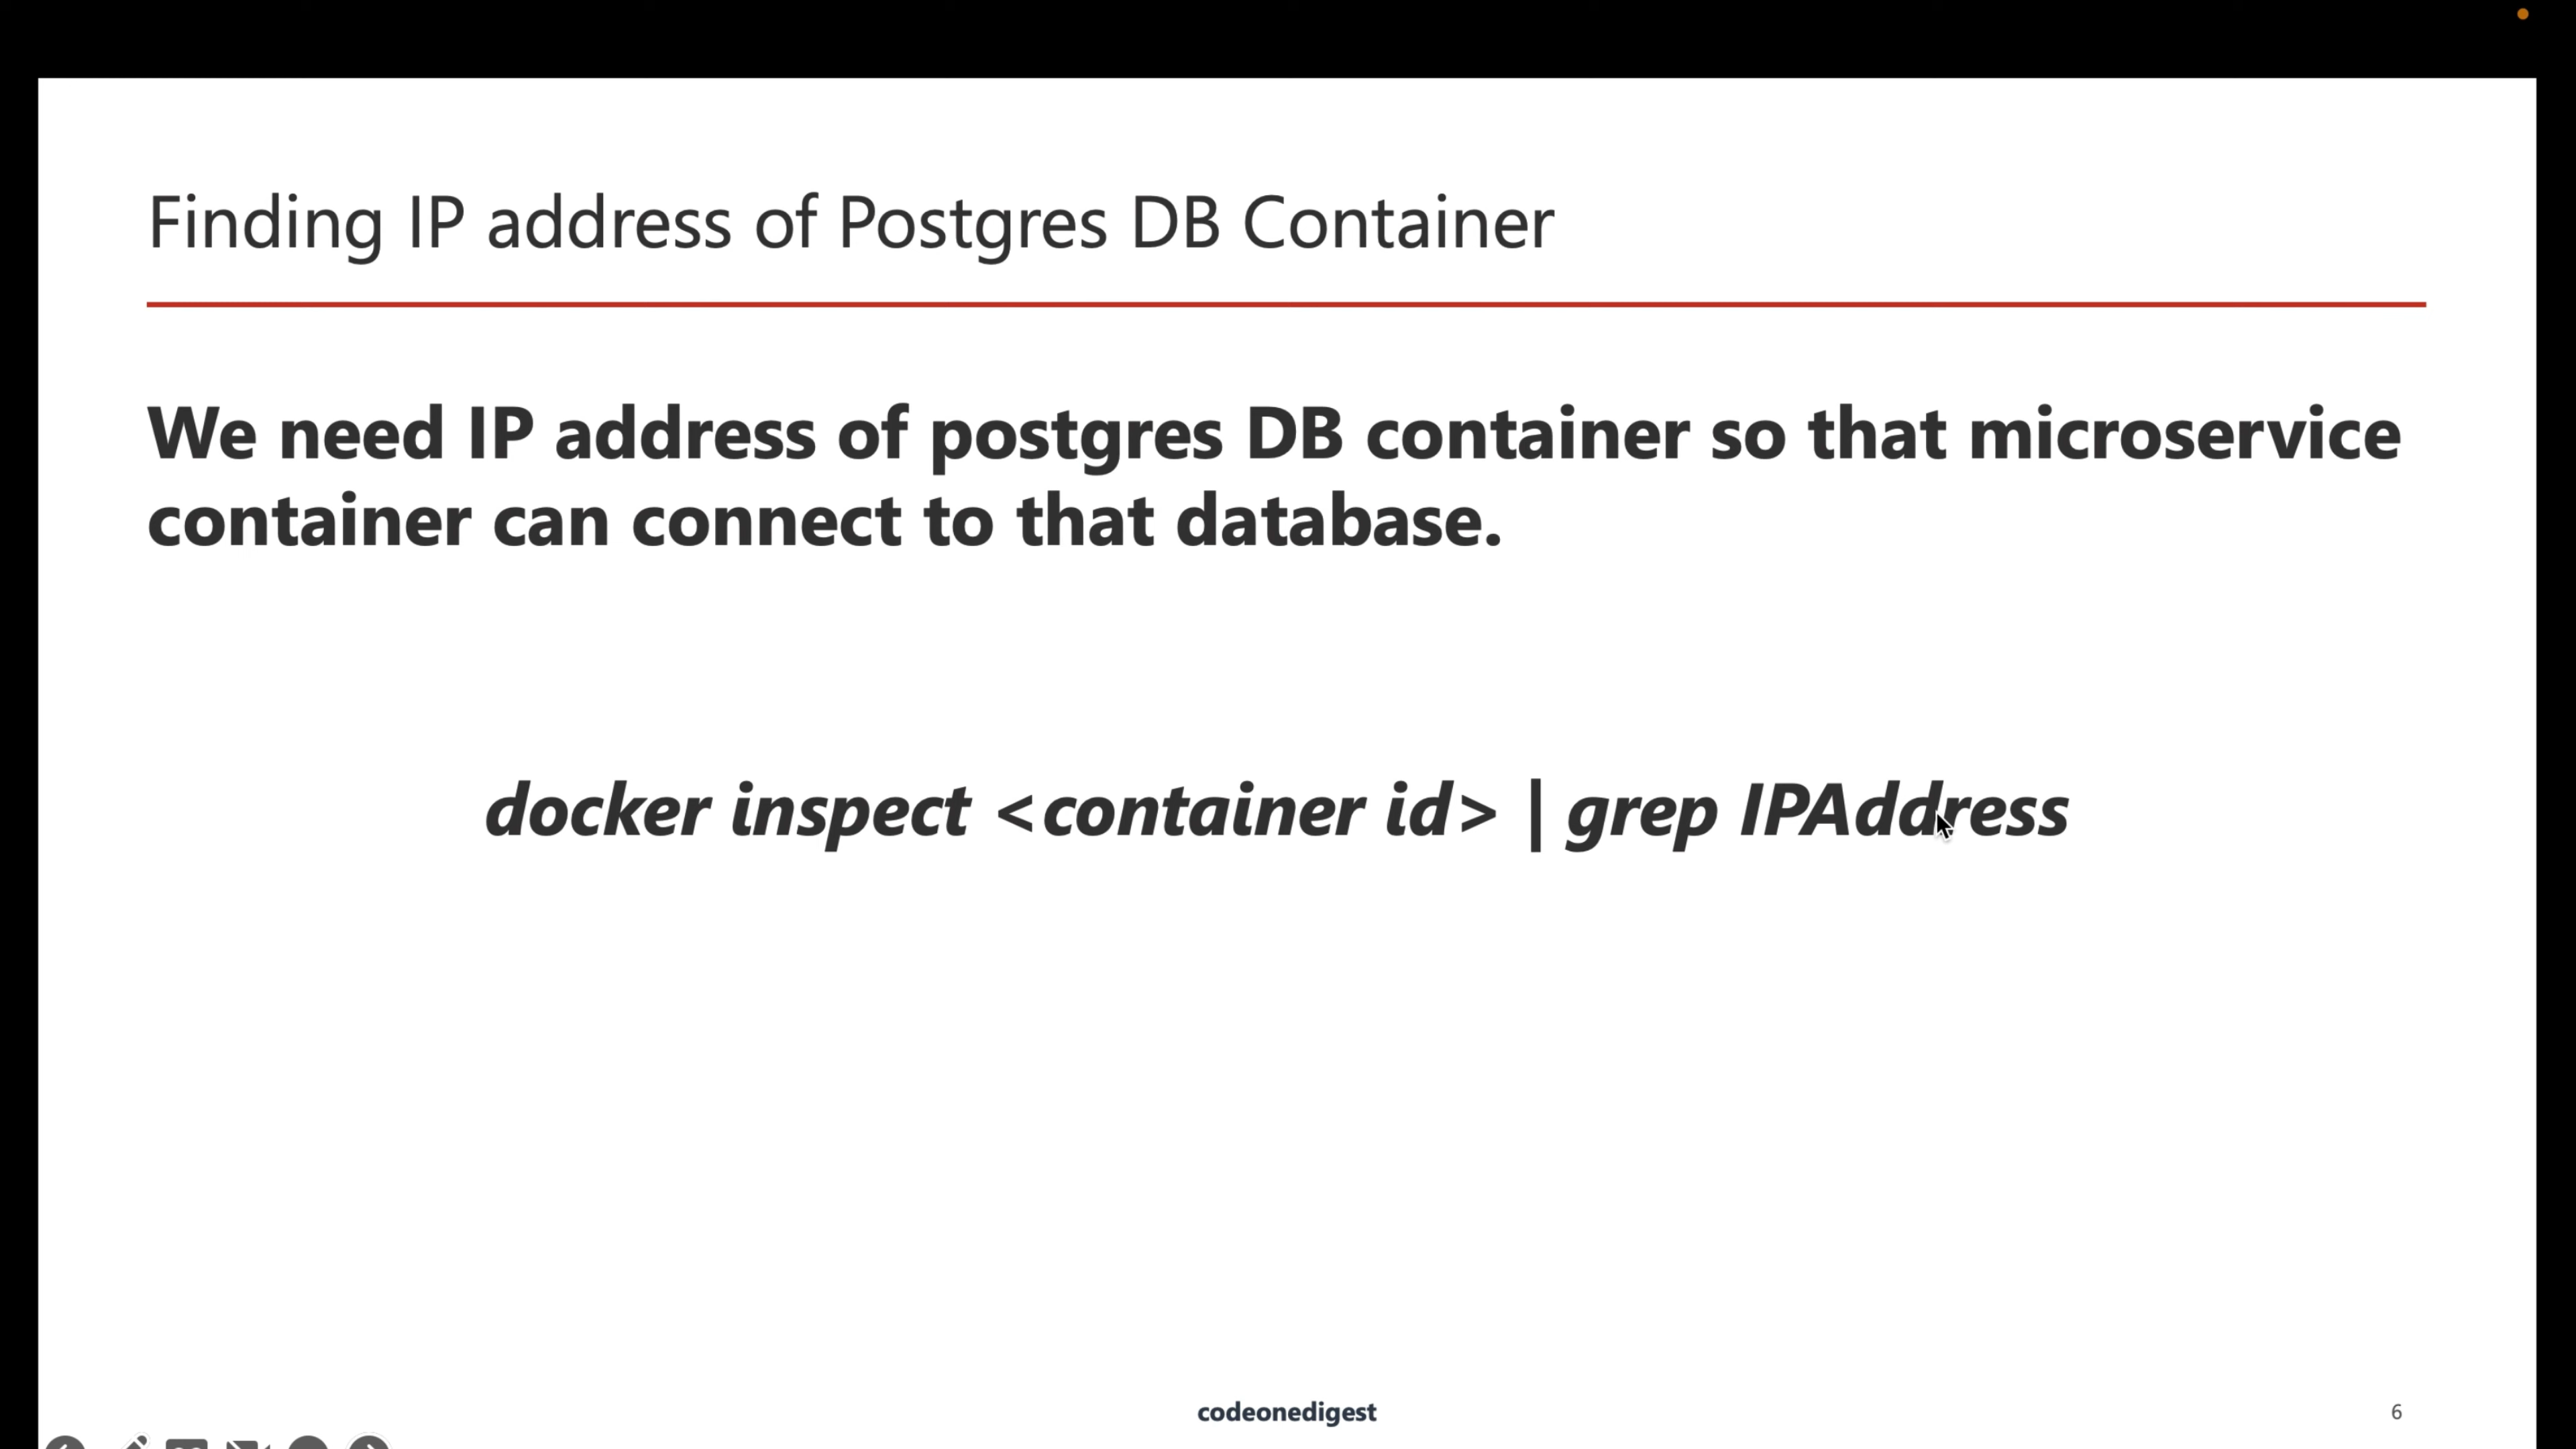 Finding IP address of Postgres DB Container
We need IP address of postgres DB container so that microservice
container can connect to that database.
docker inspect <container id> | grep IPAddress
codeonedigest
6